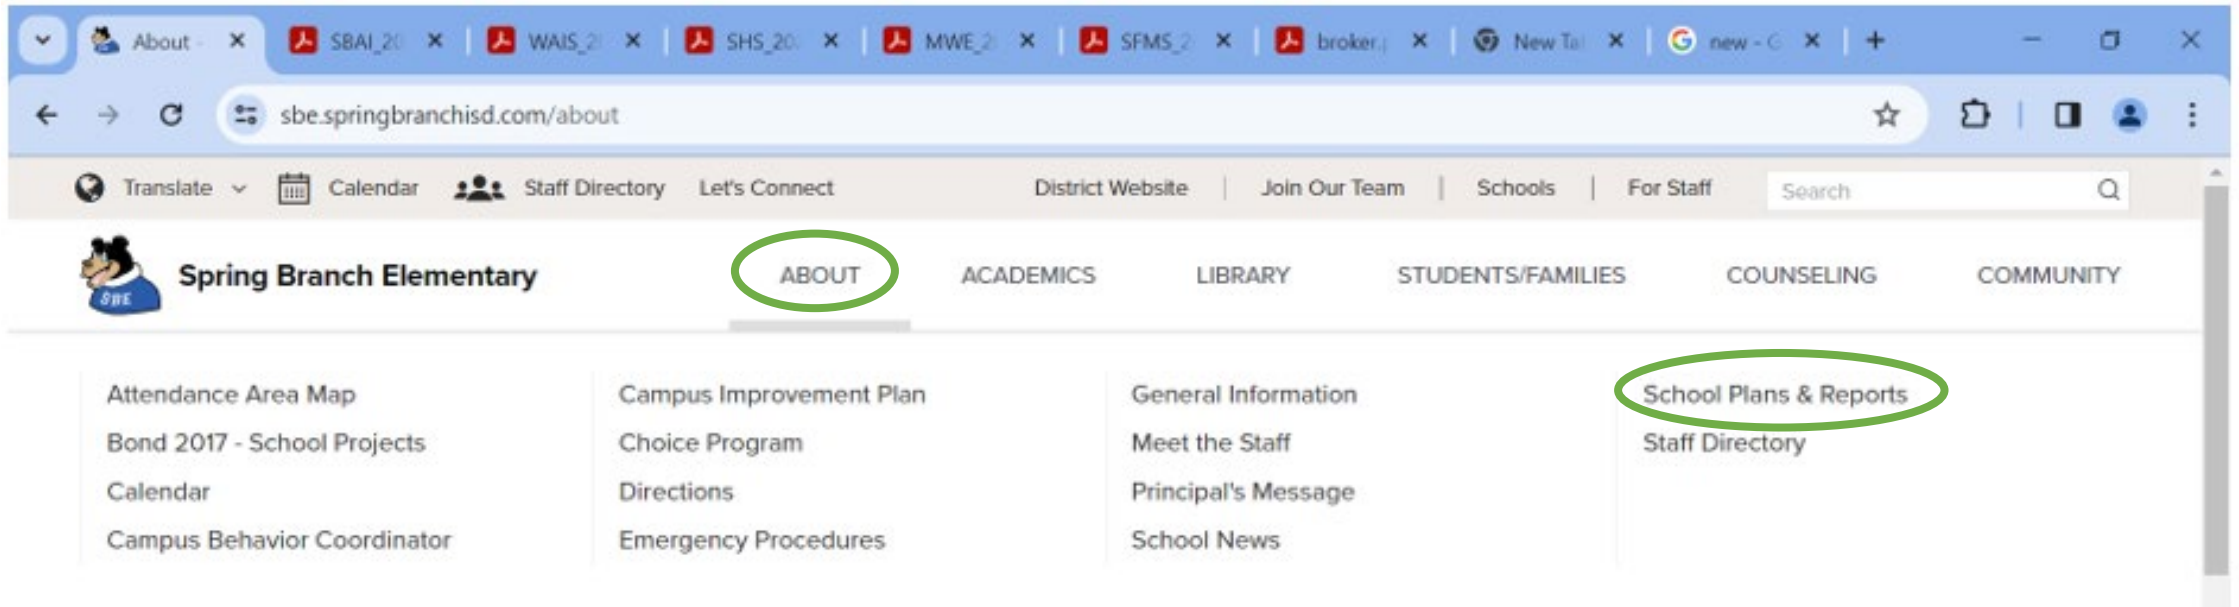 About - SBAI_20 WAIS_2 SHS_20 MWE_2 SFMS_2 broker.p New Tal new - G
sbe.springbranchisd.com/about
Translate Calendar Staff Directory Let's Connect District Website | Join Our Team | Schools | For Staff Search
SBE Spring Branch Elementary ABOUT ACADEMICS LIBRARY STUDENTS/FAMILIES COUNSELING COMMUNITY
Attendance Area Map Campus Improvement Plan General Information School Plans & Reports
Bond 2017 - School Projects Choice Program Meet the Staff Staff Directory
Calendar Directions Principal's Message
Campus Behavior Coordinator Emergency Procedures School News